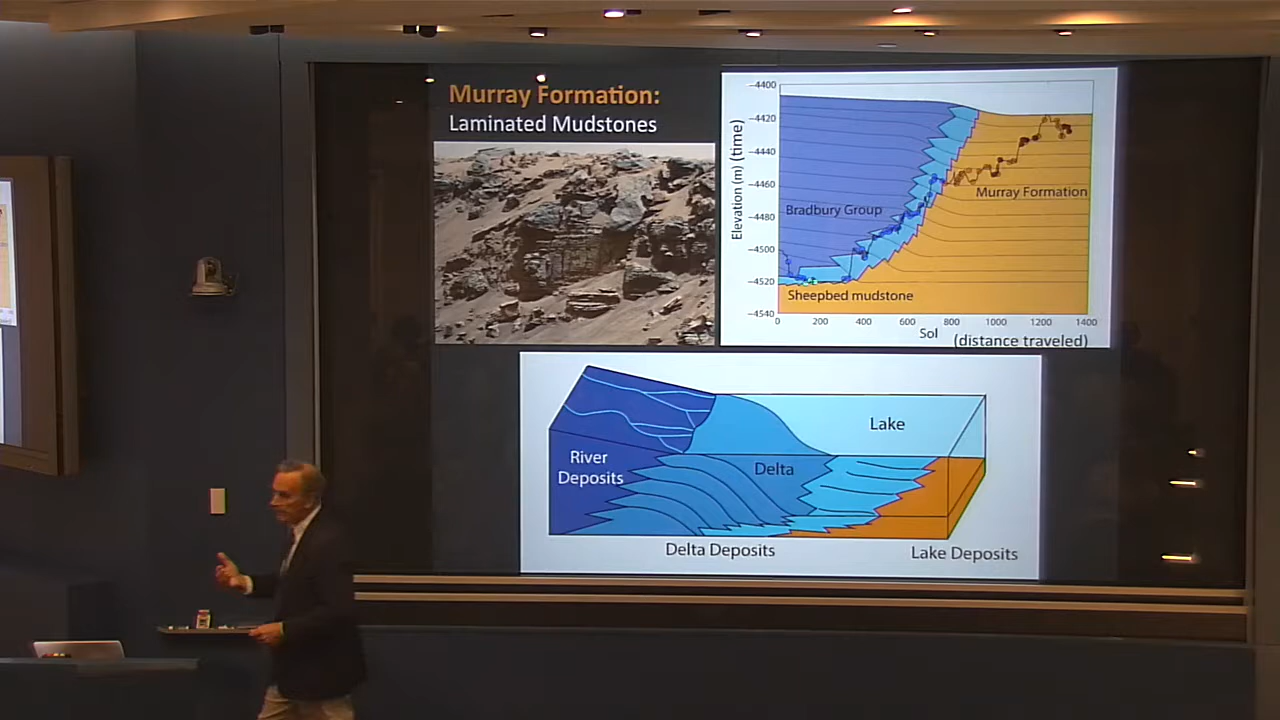 Murray Formation:
Laminated Mudstones
Elevation (m) (time)
−4400
−4420
−4440
−4460
−4480
−4500
−4520
−4540
Bradbury Group
Murray Formation
Sheepbed mudstone
0 200 400 600 800 1000 1200 1400
Sol (distance traveled)
Lake
River
Deposits
Delta
Delta Deposits
Lake Deposits